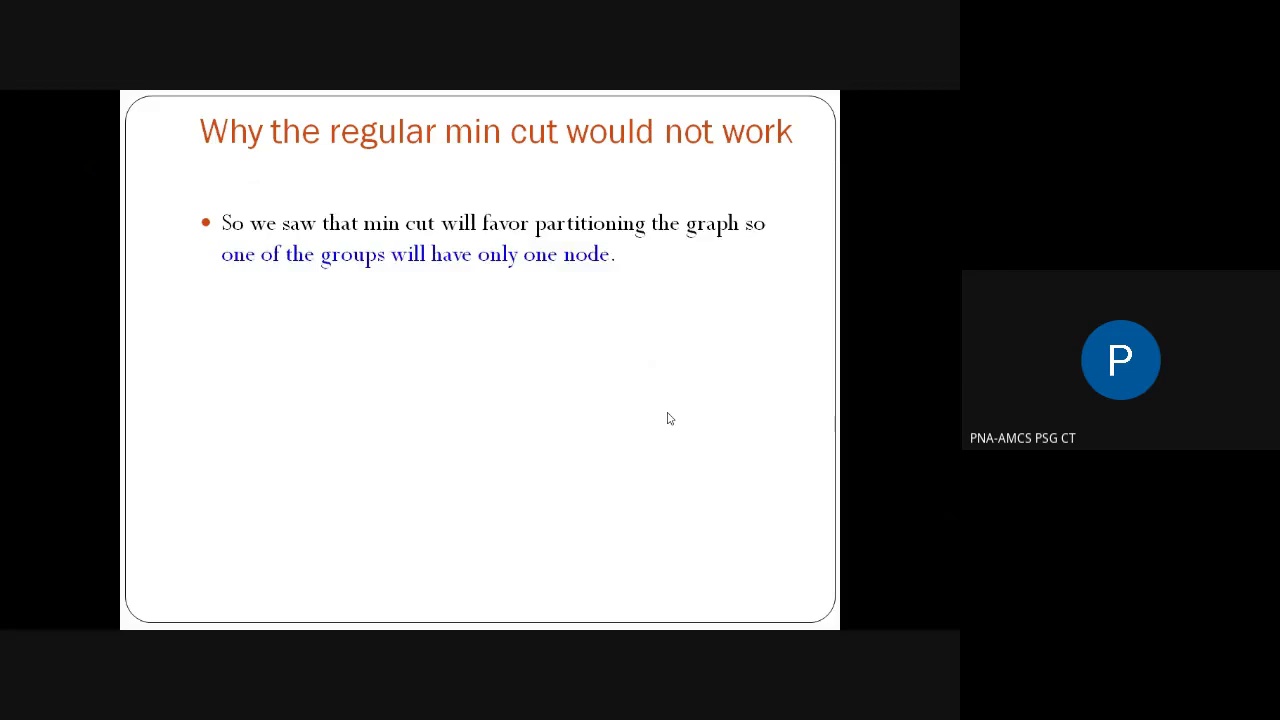 Why the regular min cut would not work
• So we saw that min cut will favor partitioning the graph so
one of the groups will have only one node.
P
PNA-AMCS PSG CT